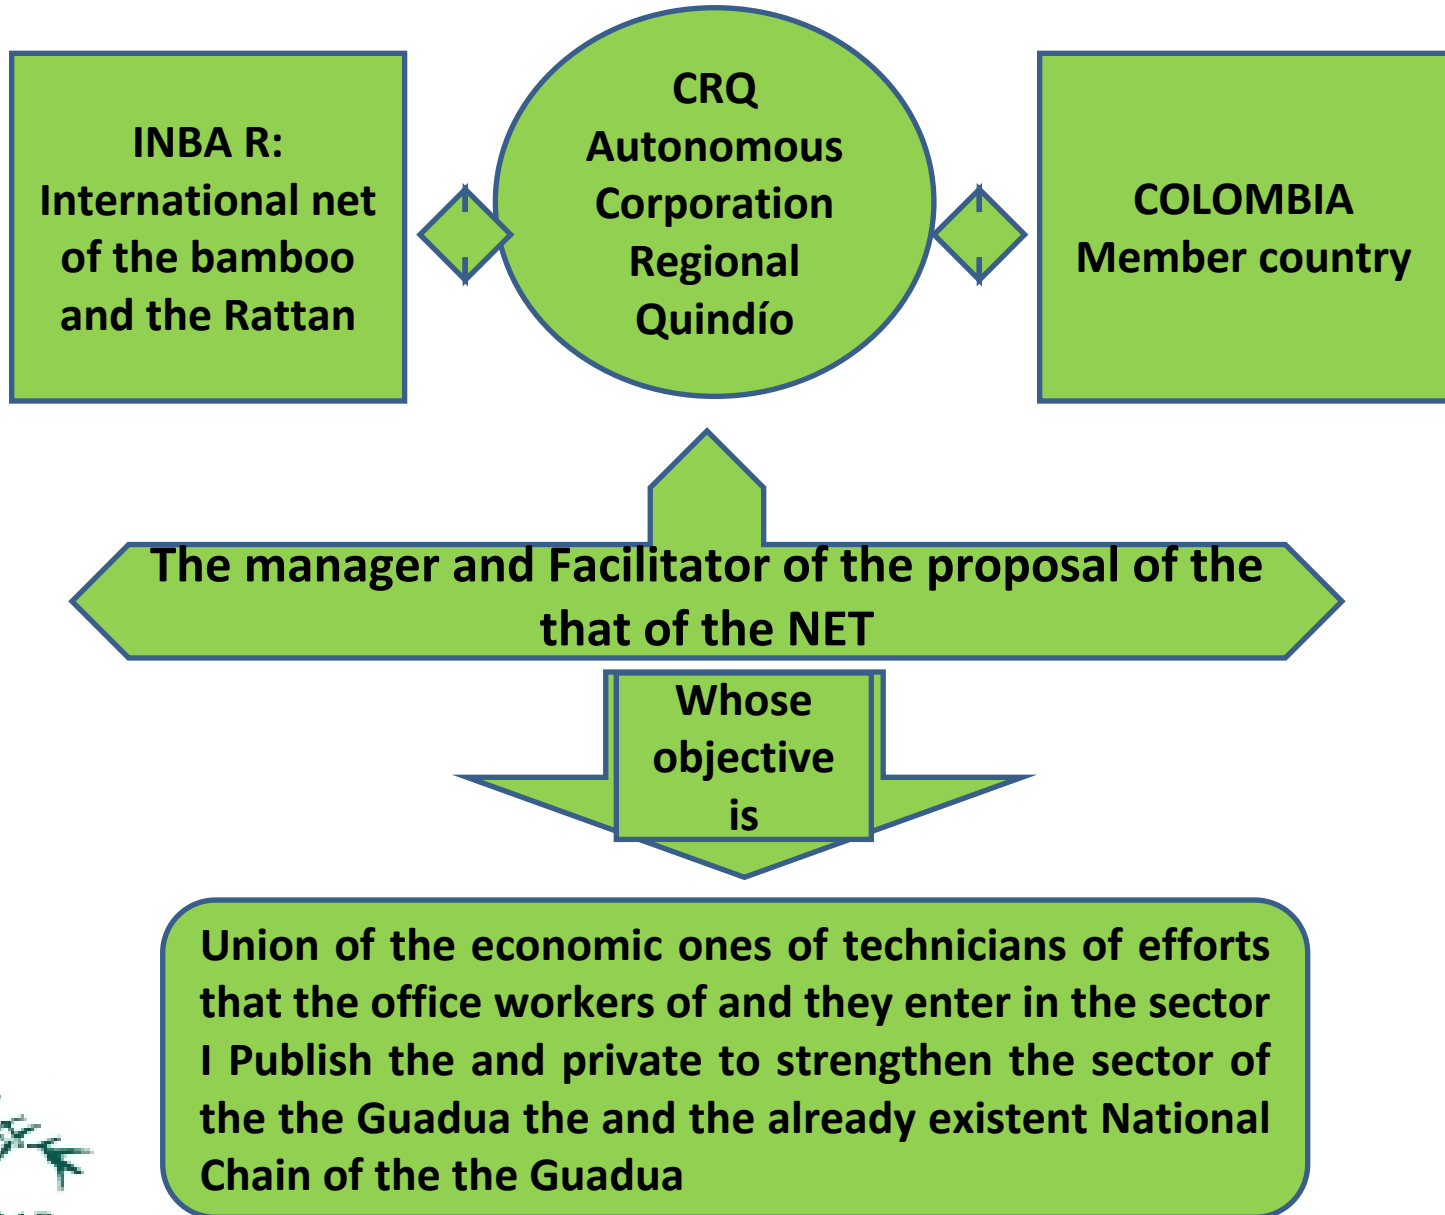 INBA R:
International net
of the bamboo
and the Rattan
CRQ
Autonomous
Corporation
Regional
Quindío
COLOMBIA
Member country
The manager and Facilitator of the proposal of the
that of the NET
Whose
objective
is
Union of the economic ones of technicians of efforts
that the office workers of and they enter in the sector
I Publish the and private to strengthen the sector of
the the Guadua the and the already existent National
Chain of the the Guadua